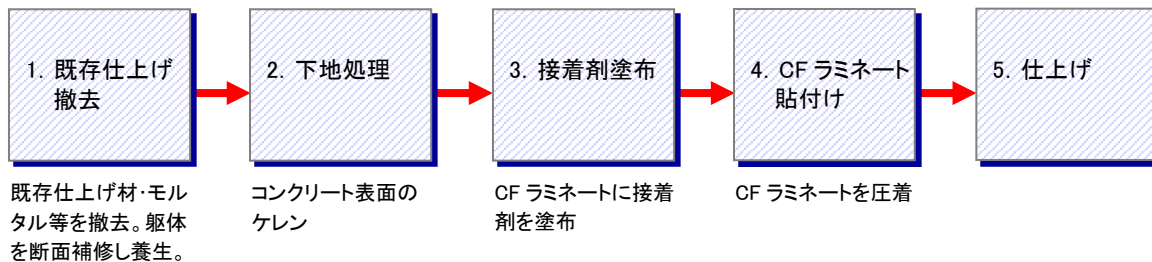 1. 既存仕上げ
撤去
2. 下地処理
3. 接着剤塗布
4. CF ラミネート
貼付け
5. 仕上げ
既存仕上げ材・モル
タル等を撤去。躯体
を断面補修し養生。
コンクリート表面の
ケレン
CF ラミネートに接着
剤を塗布
CF ラミネートを圧着